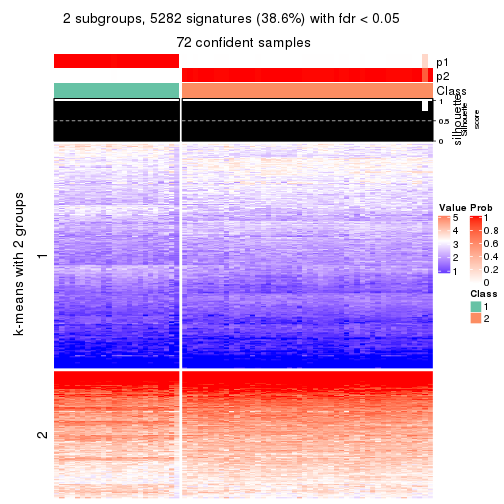 2 subgroups, 5282 signatures (38.6%) with fdr < 0.05
72 confident samples
p1
p2
Class
1
0.5
0
silhouette
Silhouette
score
k-means with 2 groups
1
2
Value
5
4
3
2
1
Prob
1
0.8
0.6
0.4
0.2
0
Class
1
2